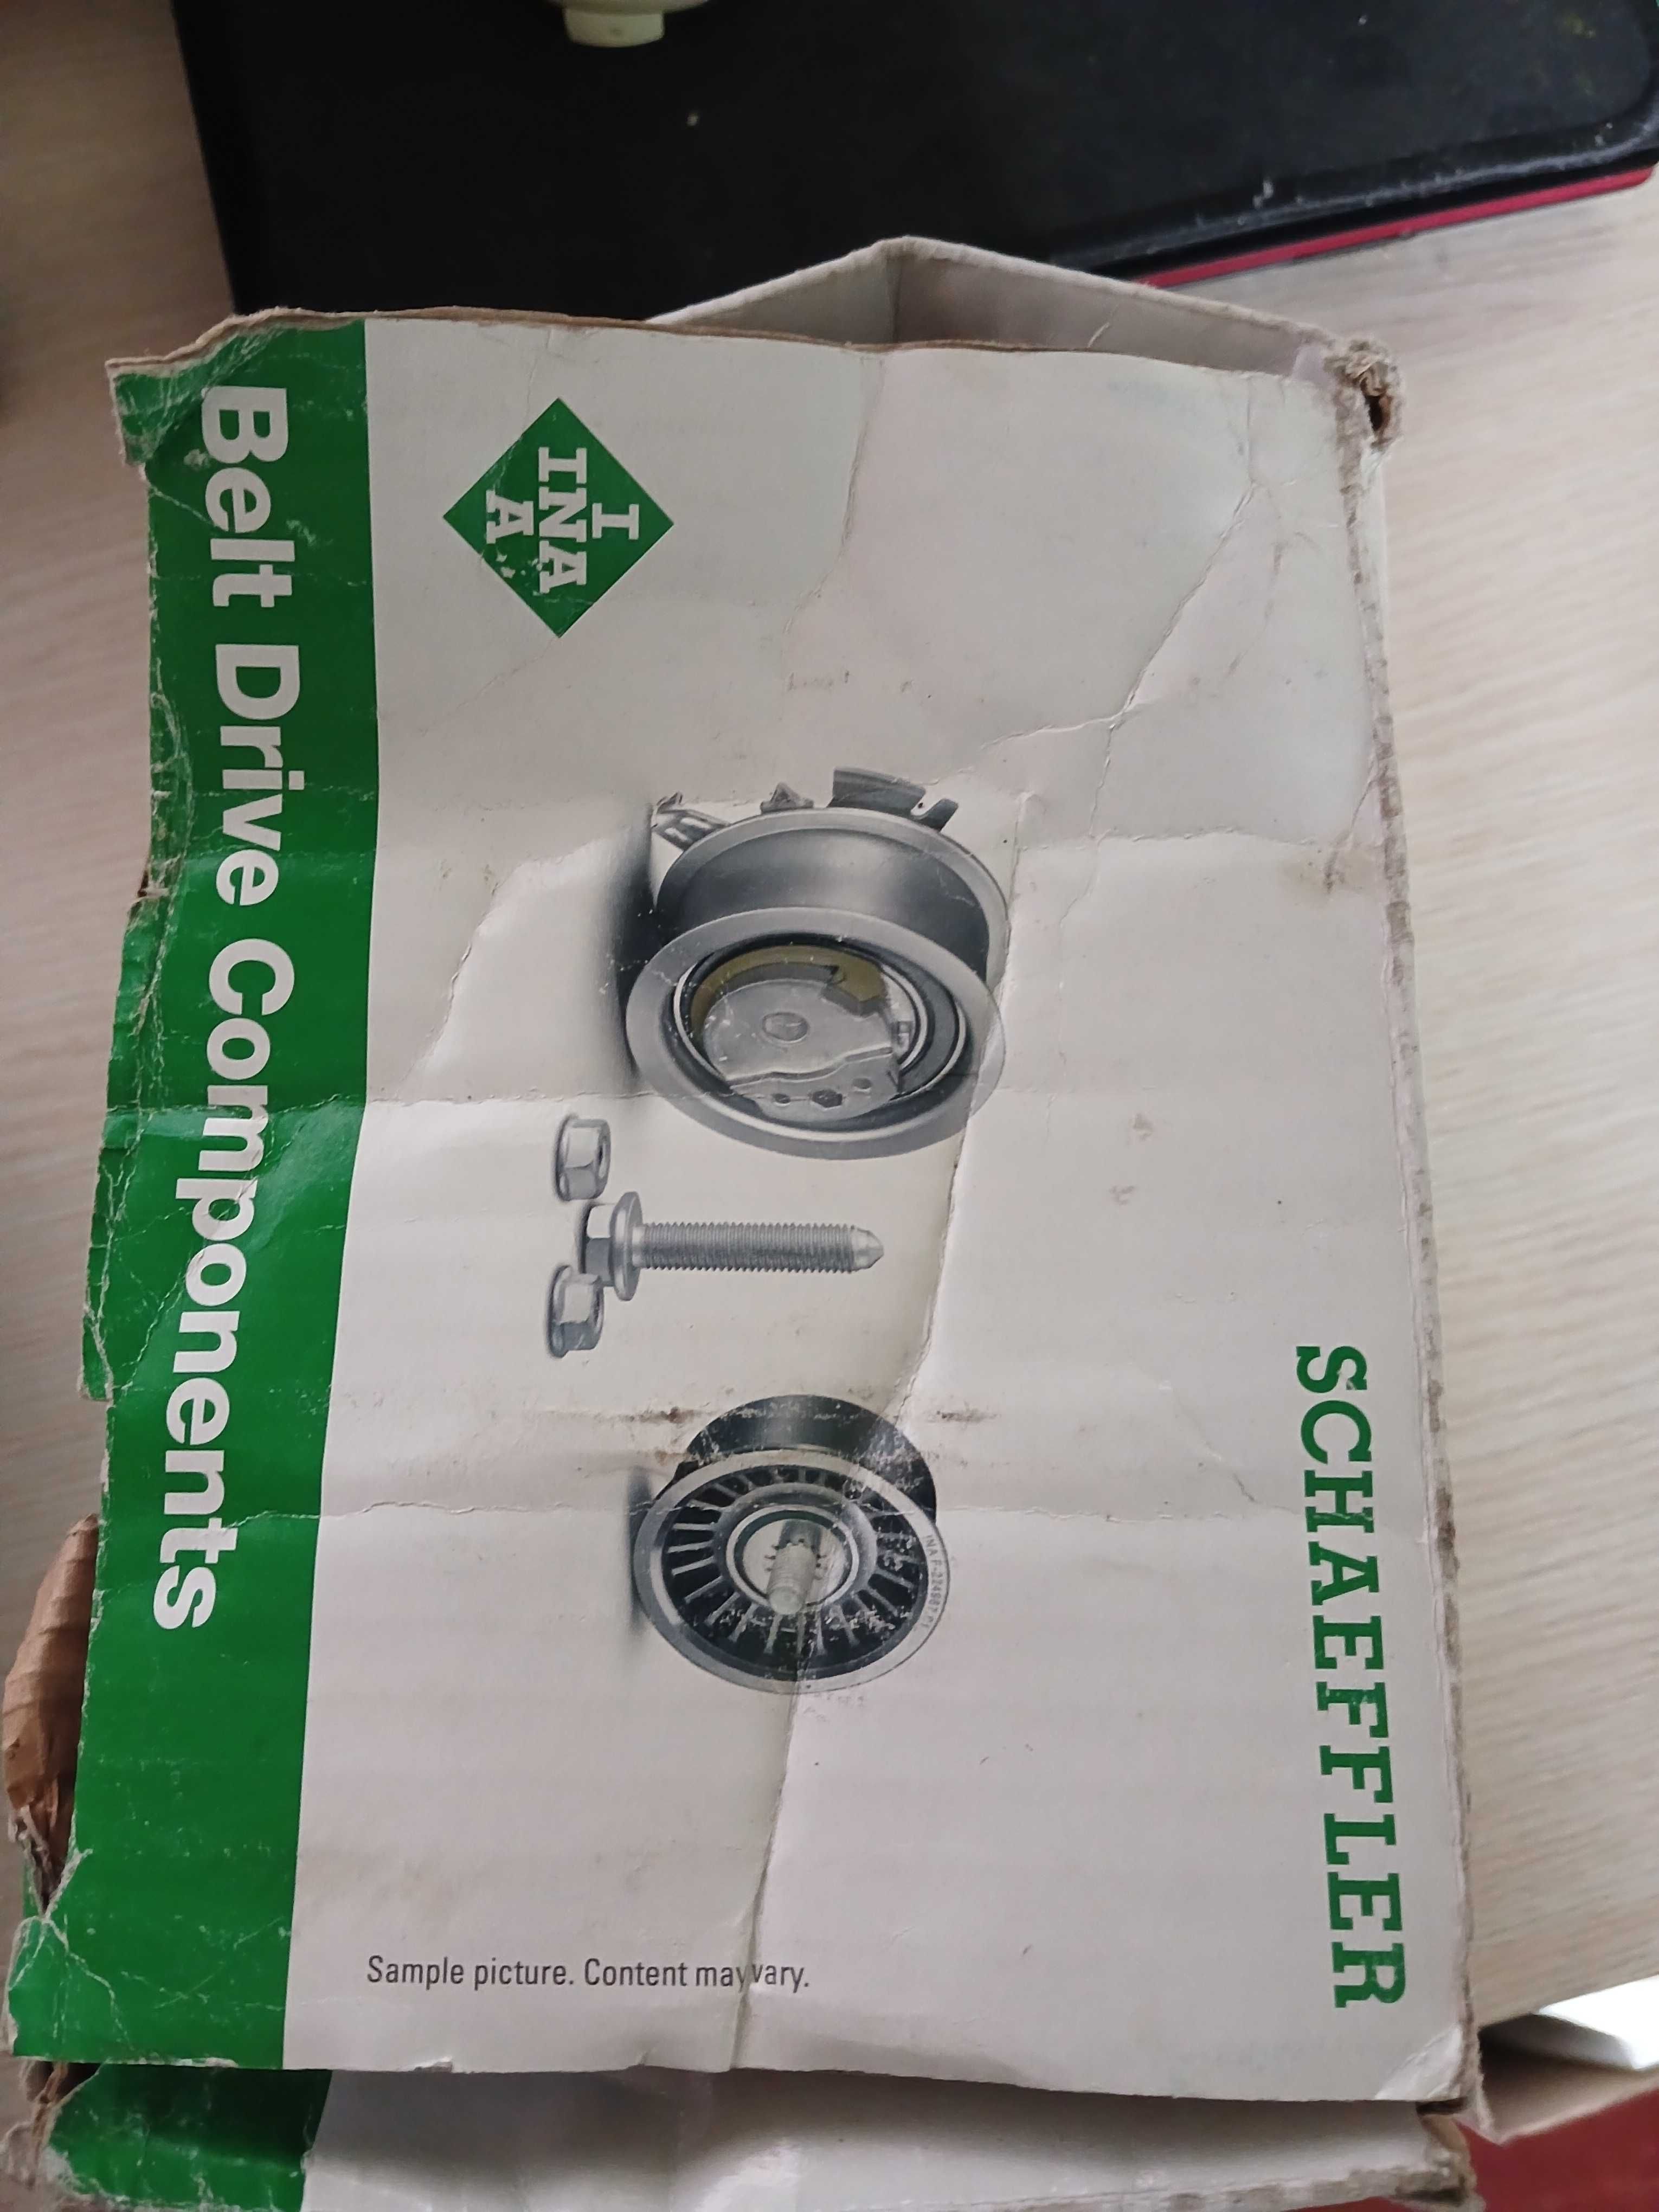 SCHAEFFLER
INA
Sample picture. Content may vary.
Belt Drive Components